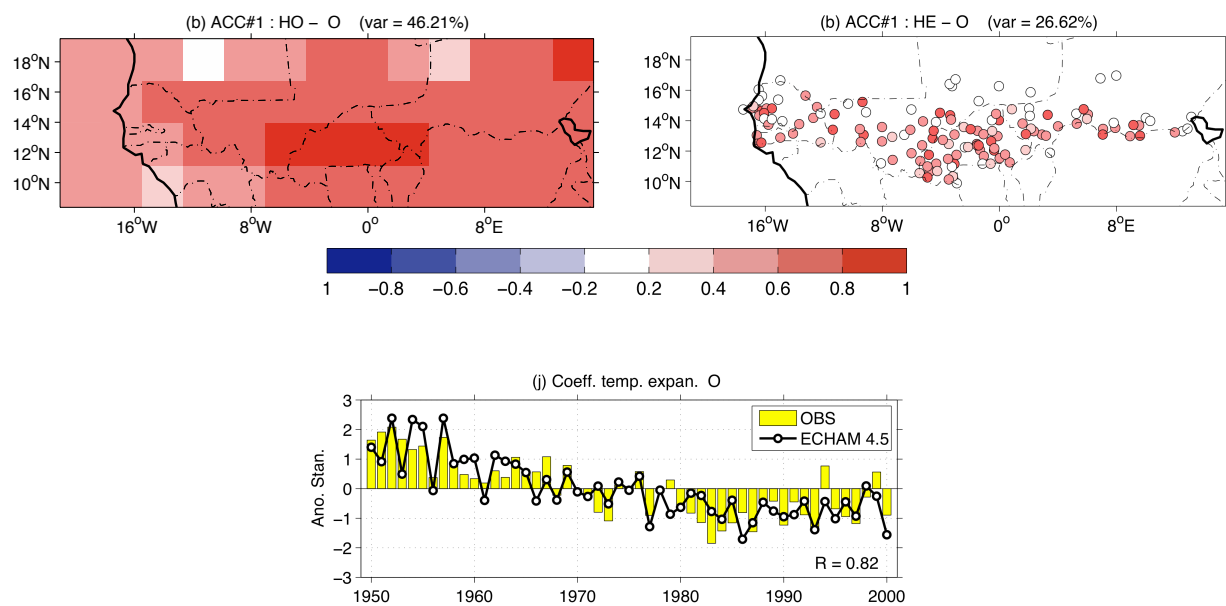 (b) ACC#1 : HO − O (var = 46.21%)
(b) ACC#1 : HE − O (var = 26.62%)
18°N
16°N
14°N
12°N
10°N
16°W 8°W 0° 8°E
18°N
16°N
14°N
12°N
10°N
16°W 8°W 0° 8°E
1 −0.8 −0.6 −0.4 −0.2 0.2 0.4 0.6 0.8 1
(j) Coeff. temp. expan. O
Ano. Stan.
3
2
1
0
−1
−2
−3
OBS
ECHAM 4.5
R = 0.82
1950 1960 1970 1980 1990 2000